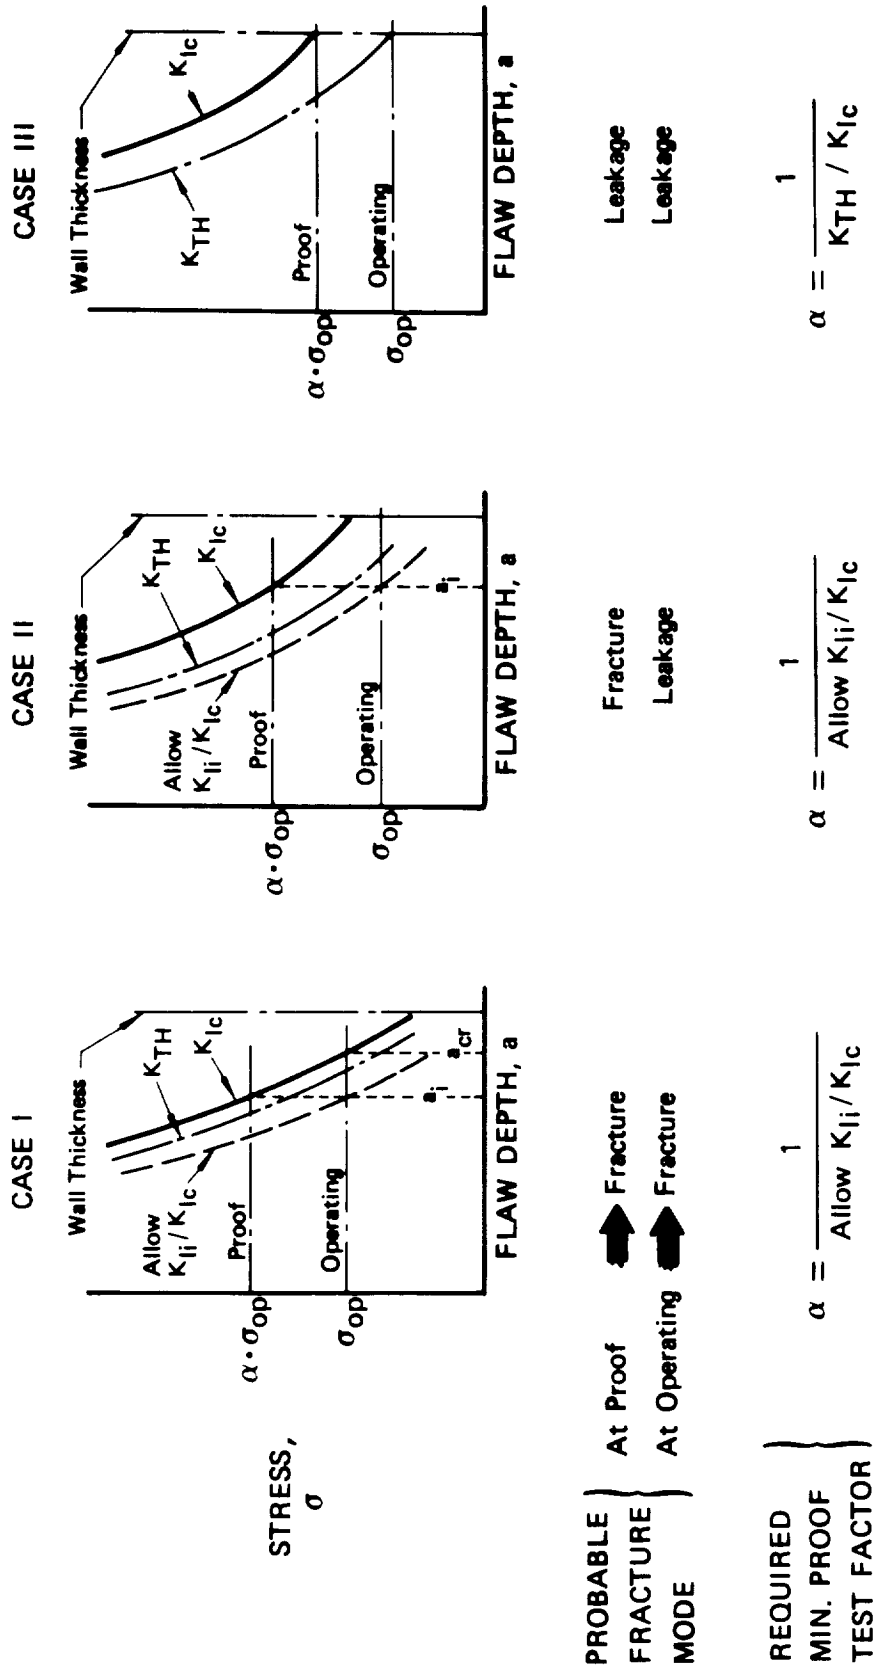 CASE I
Wall Thickness
K_TH
K_Ic
Allow
K_Ii/K_Ic
Proof
Operating
α·σ_op
σ_op
a_i
a_cr
FLAW DEPTH, a
STRESS,
σ
CASE II
Wall Thickness
K_TH
K_Ic
Allow
K_Ii/K_Ic
Proof
Operating
α·σ_op
σ_op
a_i
FLAW DEPTH, a
CASE III
Wall Thickness
K_Ic
K_TH
Proof
Operating
α·σ_op
σ_op
FLAW DEPTH, a
PROBABLE
FRACTURE
MODE
At Proof Fracture Fracture Leakage
At Operating Fracture Leakage Leakage
REQUIRED
MIN. PROOF
TEST FACTOR
α = 1 / Allow K_Ii/K_Ic
α = 1 / Allow K_Ii/K_Ic
α = 1 / K_TH / K_Ic